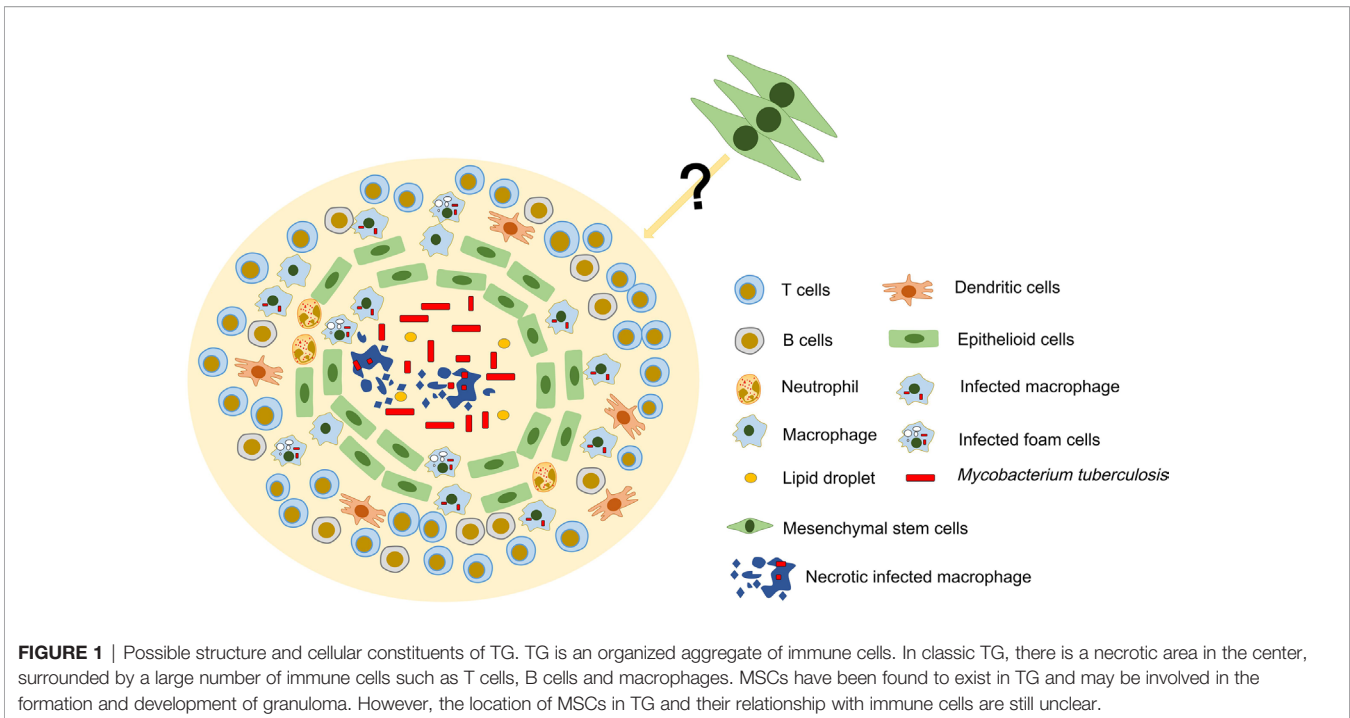 ?
T cells
Dendritic cells
B cells
Epithelioid cells
Neutrophil
Infected macrophage
Macrophage
Infected foam cells
Lipid droplet
Mycobacterium tuberculosis
Mesenchymal stem cells
Necrotic infected macrophage
FIGURE 1 | Possible structure and cellular constituents of TG. TG is an organized aggregate of immune cells. In classic TG, there is a necrotic area in the center,
surrounded by a large number of immune cells such as T cells, B cells and macrophages. MSCs have been found to exist in TG and may be involved in the
formation and development of granuloma. However, the location of MSCs in TG and their relationship with immune cells are still unclear.